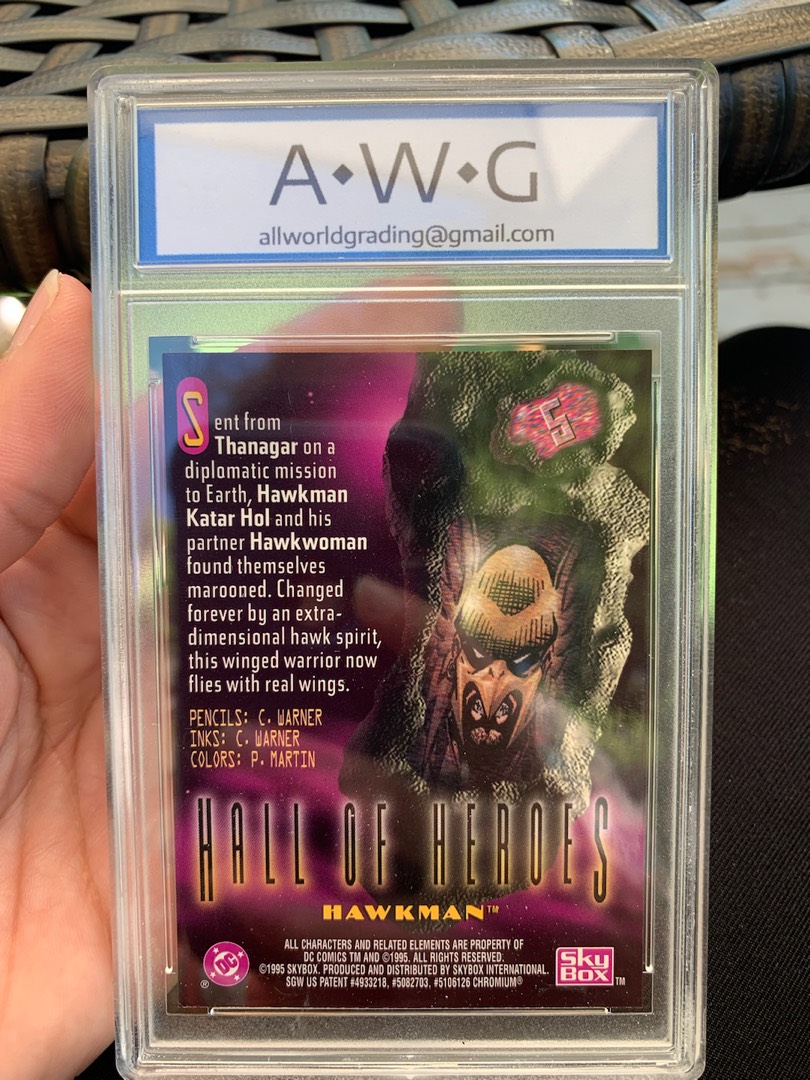 A◆W◆G
allworldgrading@gmail.com
Sent from
Thanagar on a
diplomatic mission
to Earth, Hawkman
Katar Hol and his
partner Hawkwoman
found themselves
marooned. Changed
forever by an extra-
dimensional hawk spirit,
this winged warrior now
flies with real wings.
PENCILS: C. WARNER
INKS: C. WARNER
COLORS: P. MARTIN
HALL OF HEROES
HAWKMAN™
ALL CHARACTERS AND RELATED ELEMENTS ARE PROPERTY OF
DC COMICS TM AND ©1995. ALL RIGHTS RESERVED.
©1995 SKYBOX. PRODUCED AND DISTRIBUTED BY SKYBOX INTERNATIONAL.
SGW US PATENT #4933218, #5082703, #5106126 CHROMIUM®
DC ®
SKY
BOX ™